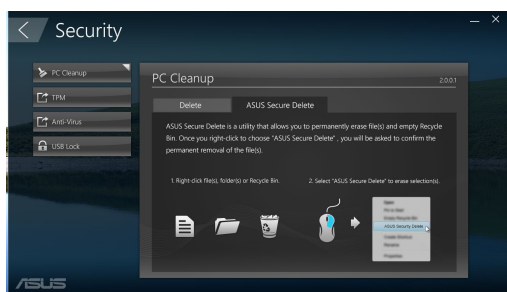 Security
PC Cleanup
TPM
Anti-Virus
USB Lock
PC Cleanup
2.0.0.1
Delete
ASUS Secure Delete
ASUS Secure Delete is a utility that allows you to permanently erase file(s) and empty Recycle
Bin. Once you right-click to choose "ASUS Secure Delete" , you will be asked to confirm the
permanent removal of the file(s).
1. Right-click file(s), folder(s) or Recycle Bin.
2. Select "ASUS Secure Delete" to erase selection(s).
ASUS Security Delete
ASUS